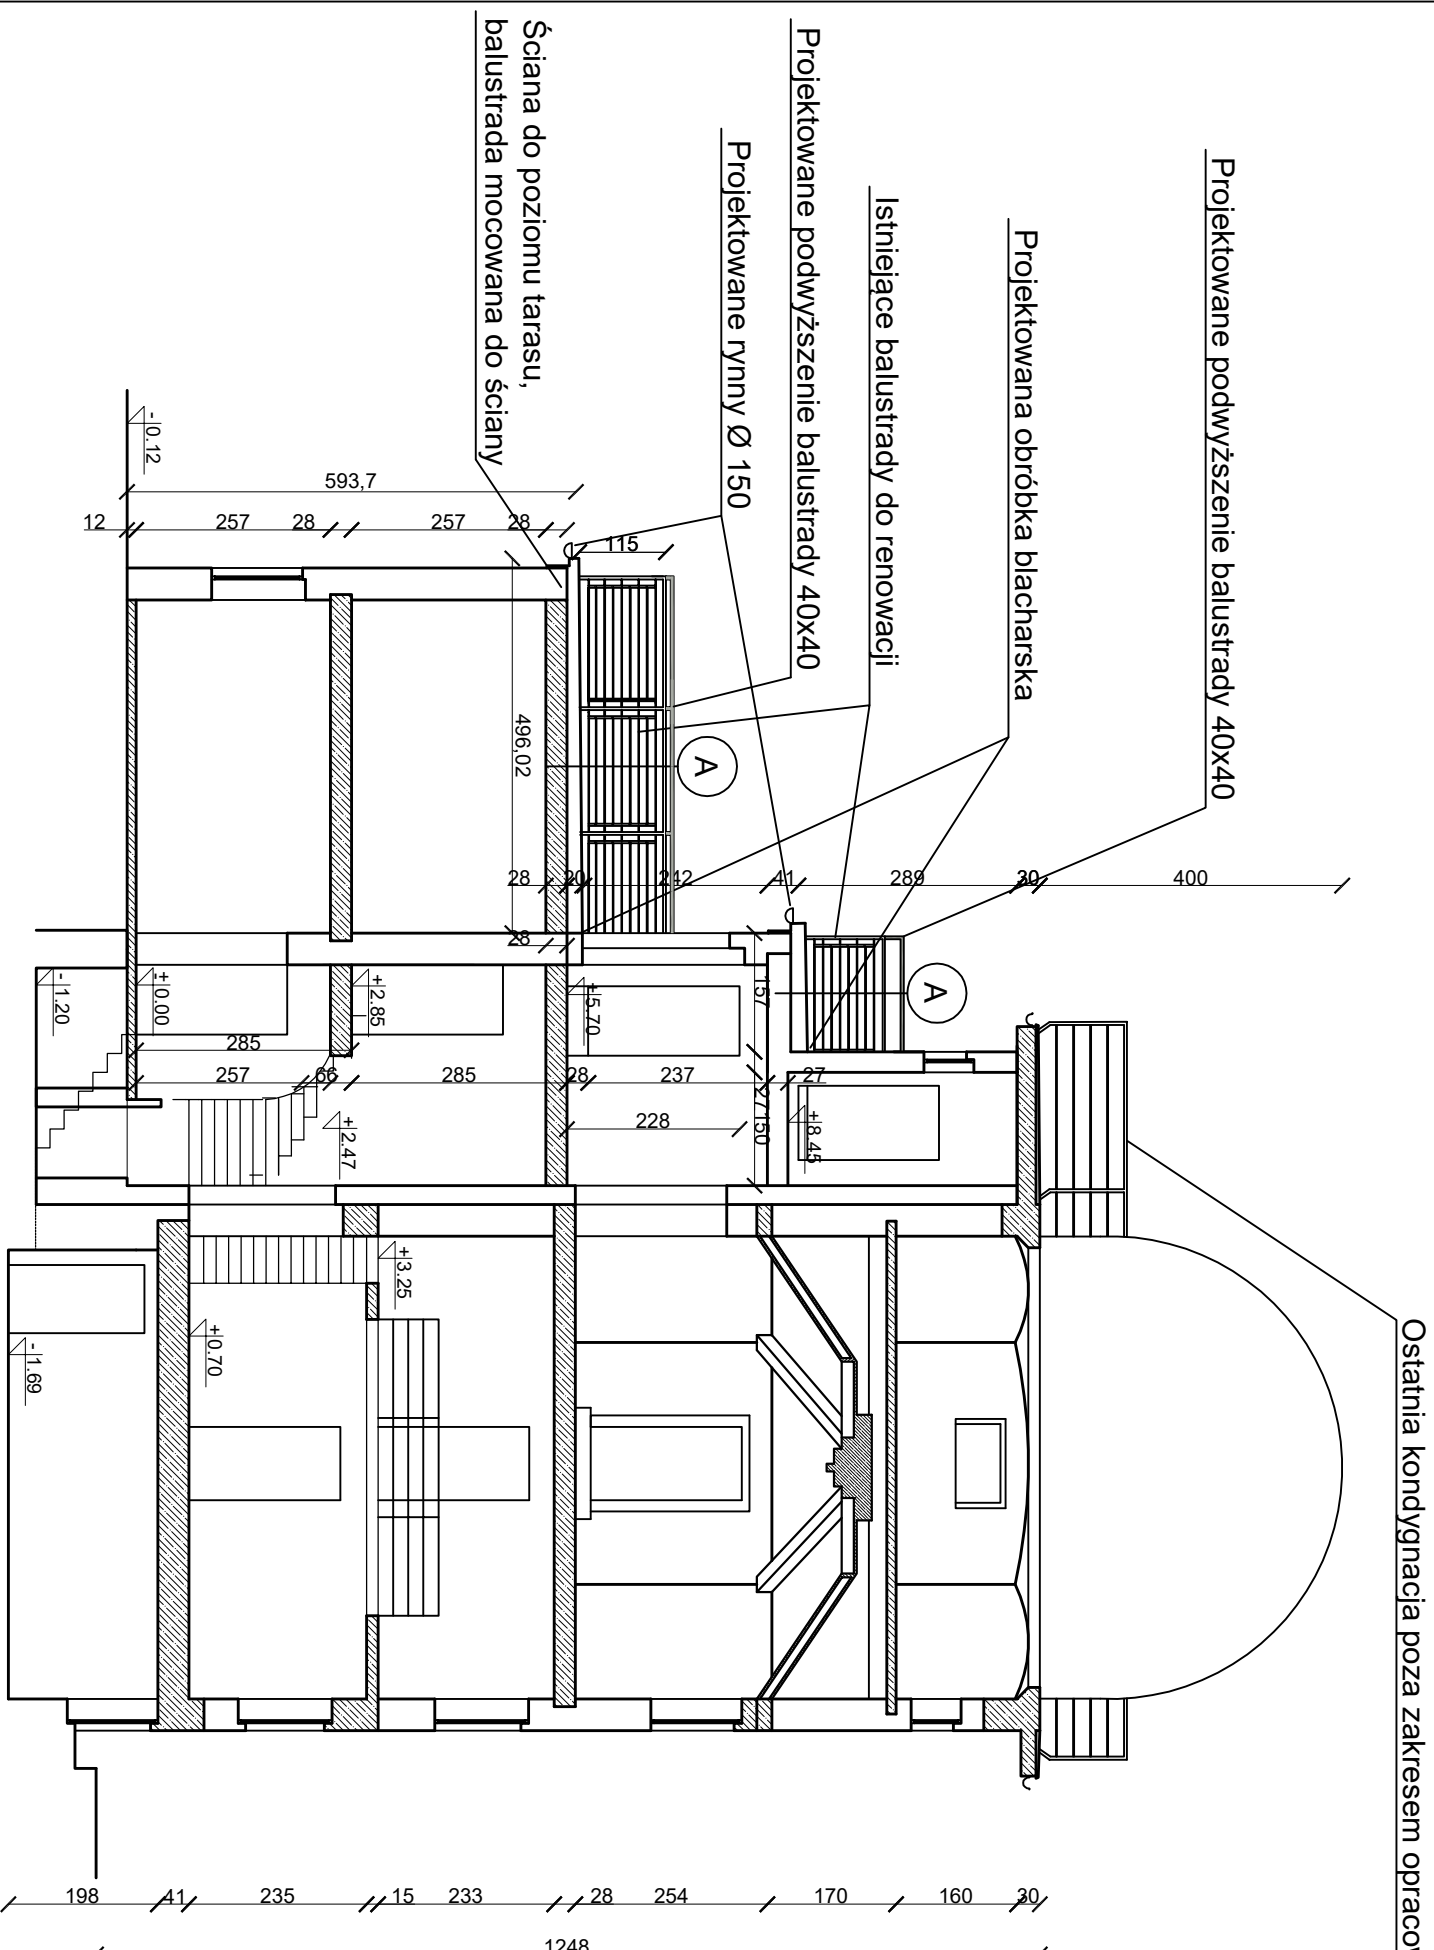 Ostatnia kondygnacja poza zakresem opraco
Projektowane podwyższenie balustrady 40x40
Projektowana obróbka blacharska
Istniejące balustrady do renowacji
Projektowane podwyższenie balustrady 40x40
Projektowane rynny Ø 150
Ściana do poziomu tarasu,
balustrada mocowana do ściany
-0.12
593,7
12 257 28 257 28
115
496,02
A
A
28 20 242 41 289 30 400
28
-1.20
+0.00
+2.85
+5.70
157
285
257 66 285 28 237 27
27
150
228
+2.47
+8.45
+3.25
+0.70
-1.69
198 41 235 15 233 28 254 170 160 30
1248